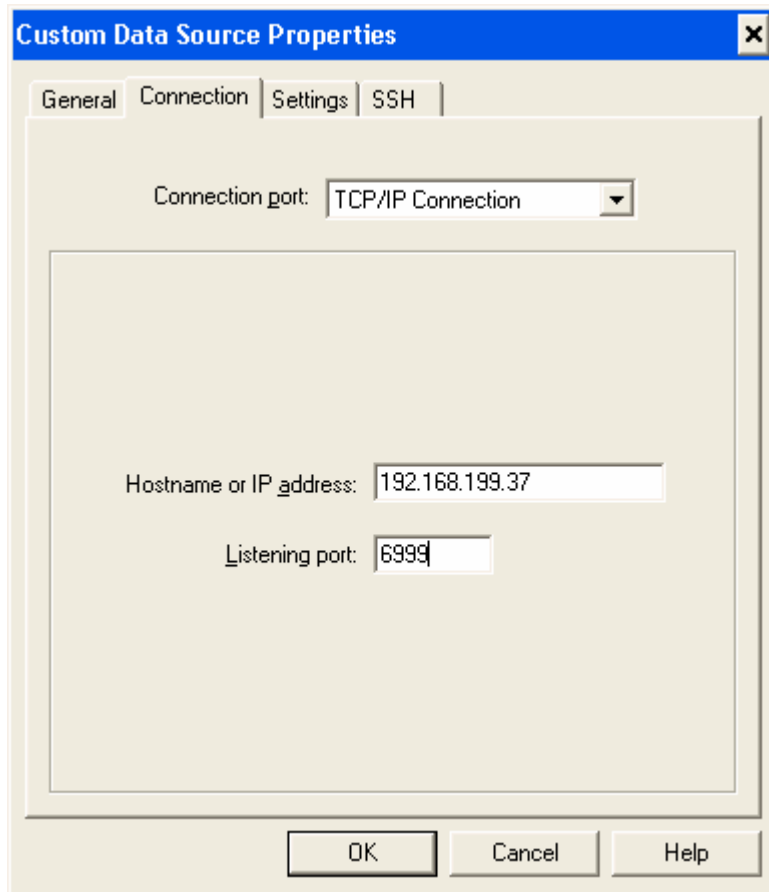 Custom Data Source Properties
General Connection Settings SSH
Connection port: TCP/IP Connection
Hostname or IP address: 192.168.199.37
Listening port: 6999
OK Cancel Help